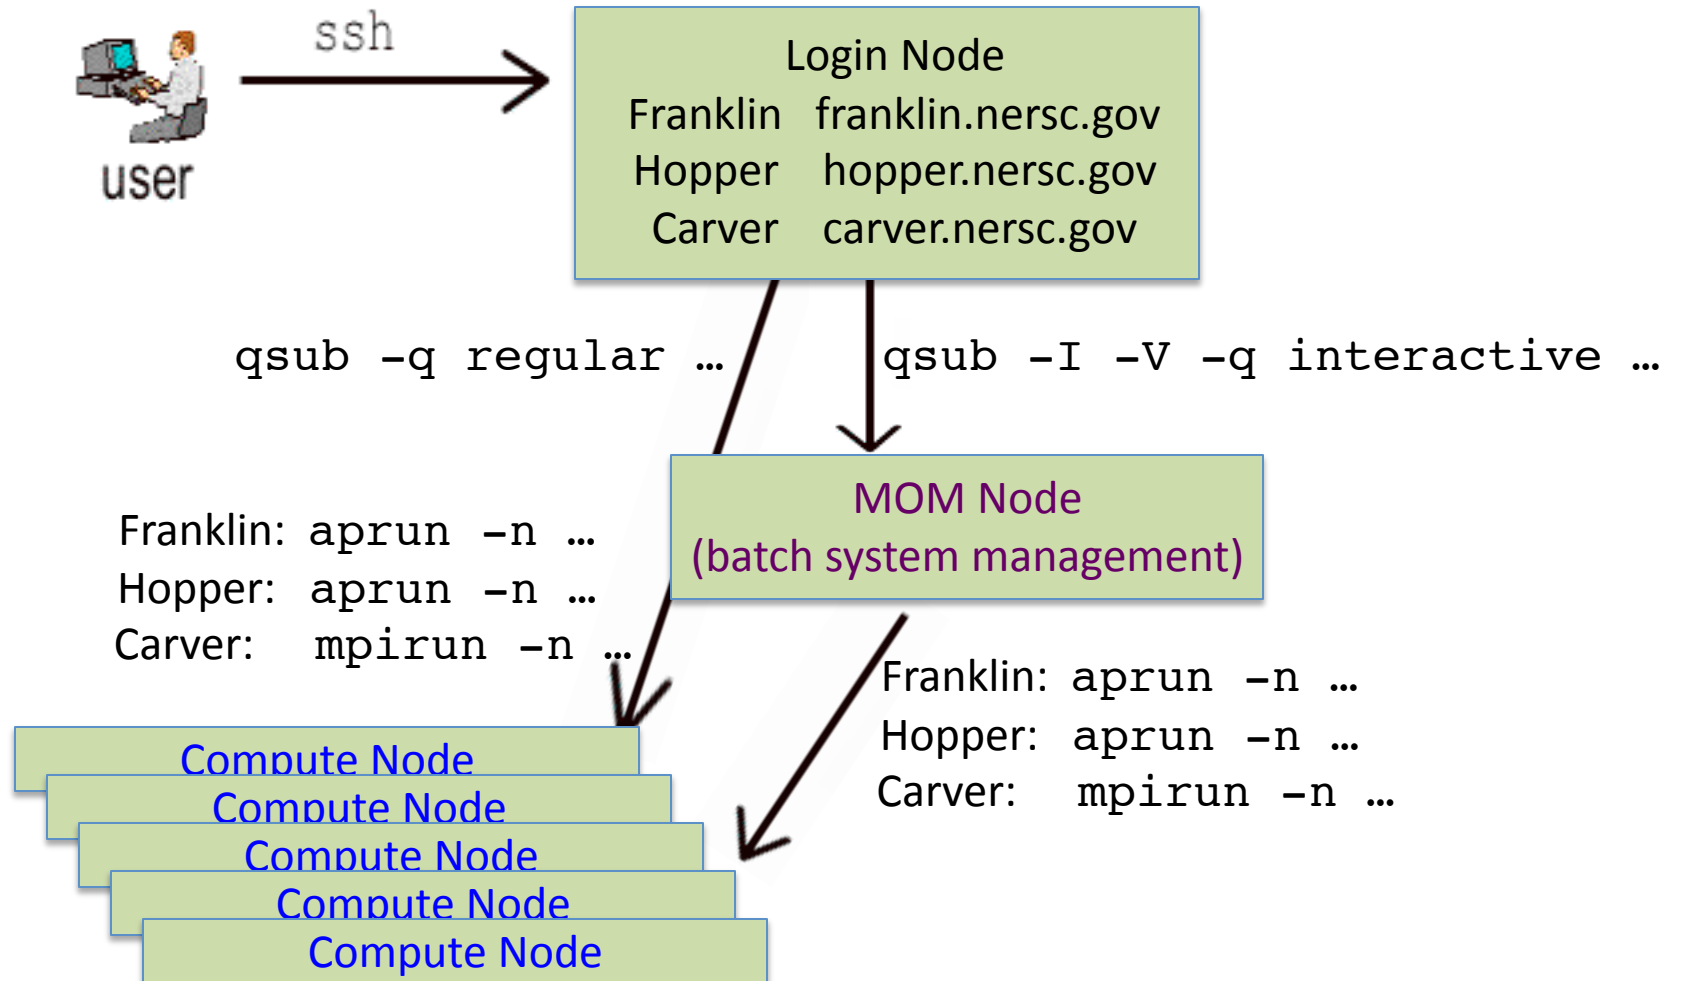 ssh
user
Login Node
Franklin franklin.nersc.gov
Hopper hopper.nersc.gov
Carver carver.nersc.gov
qsub -q regular …
qsub -I -V -q interactive …
MOM Node
(batch system management)
Franklin: aprun -n …
Hopper: aprun -n …
Carver: mpirun -n …
Franklin: aprun -n …
Hopper: aprun -n …
Carver: mpirun -n …
Compute Node
Compute Node
Compute Node
Compute Node
Compute Node